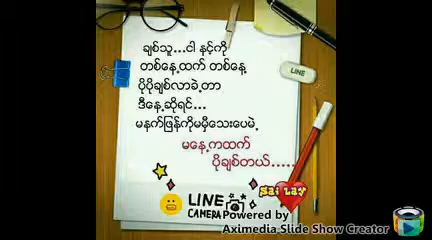 ချစ်သူ...ငါ နင့်ကို
တစ်နေ့ထက် တစ်နေ့
ပိုပိုချစ်လာခဲ့တာ
ဒီနေ့ဆိုရင်...
မနက်ဖြန်ကိုမမှီသေးပေမဲ့
မနေ့ကထက်
ပိုချစ်တယ်.....
LINE
Sai Lay
LINE
CAMERA
Powered by
Aximedia Slide Show Creator